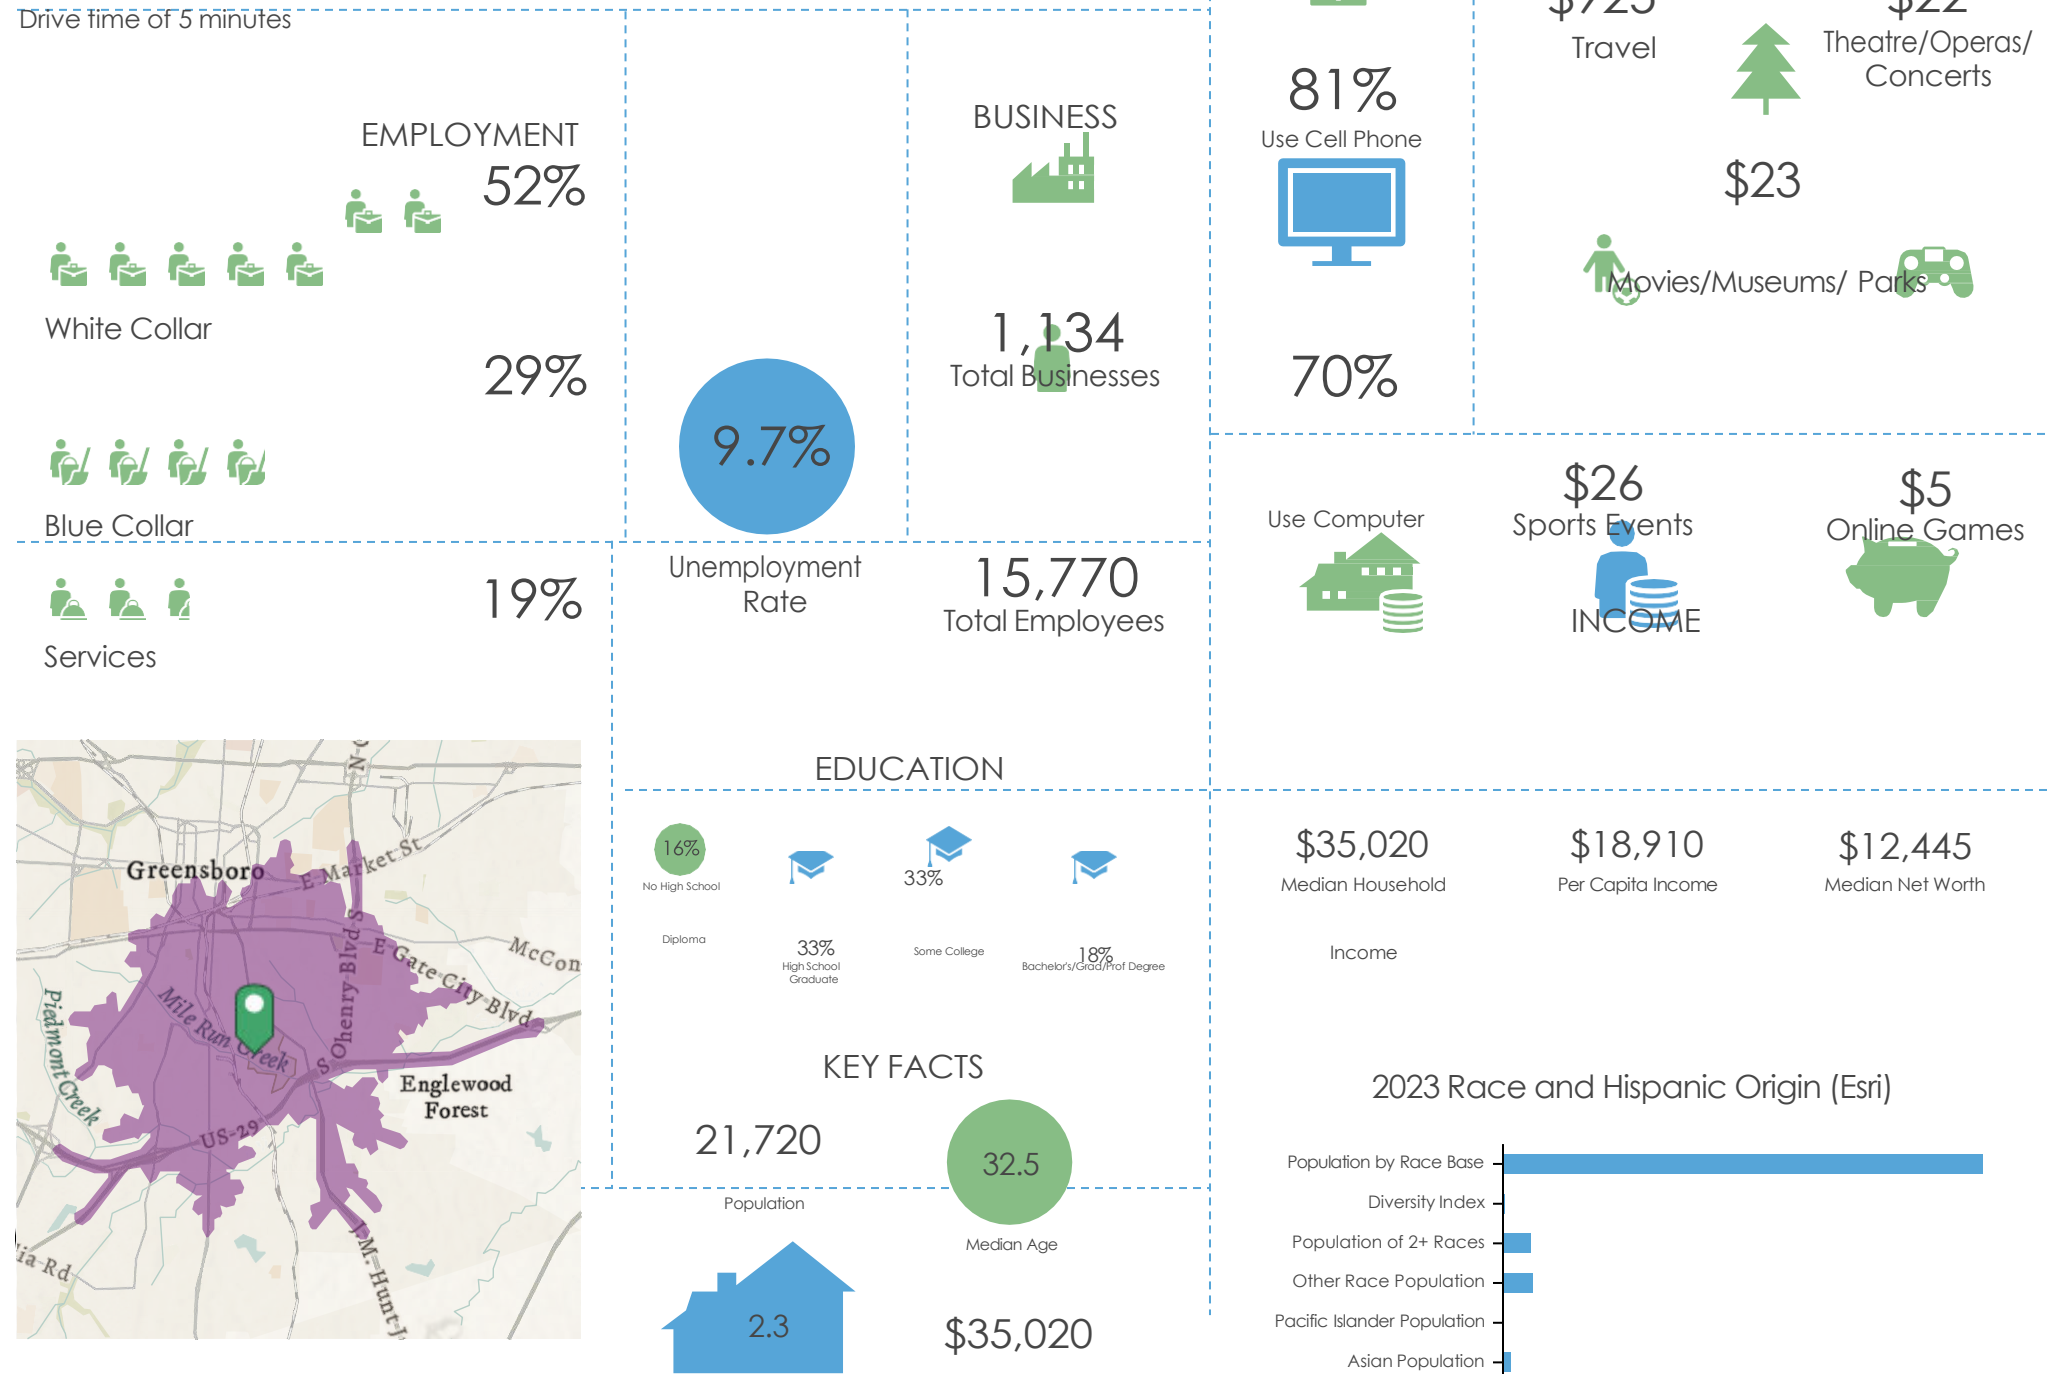 Drive time of 5 minutes
EMPLOYMENT
52%
White Collar
29%
Blue Collar
19%
Services
9.7%
Unemployment
Rate
BUSINESS
1,134
Total Businesses
15,770
Total Employees
81%
Use Cell Phone
70%
Use Computer
Travel
Theatre/Operas/
Concerts
$23
Movies/Museums/ Parks
$26
Sports Events
$5
Online Games
INCOME
$35,020
Median Household
Income
$18,910
Per Capita Income
$12,445
Median Net Worth
EDUCATION
16%
No High School
Diploma
33%
High School
Graduate
33%
Some College
18%
Bachelor's/Grad/Prof Degree
Greensboro
E Market St
S Ohenry Blvd S
E Gate City Blvd
McCon
Mile Run Creek
Piedmont Creek
Englewood
Forest
US-29
lia Rd
J-M-Hunt-J
N-C
KEY FACTS
21,720
Population
32.5
Median Age
2.3
$35,020
2023 Race and Hispanic Origin (Esri)
Population by Race Base
Diversity Index
Population of 2+ Races
Other Race Population
Pacific Islander Population
Asian Population